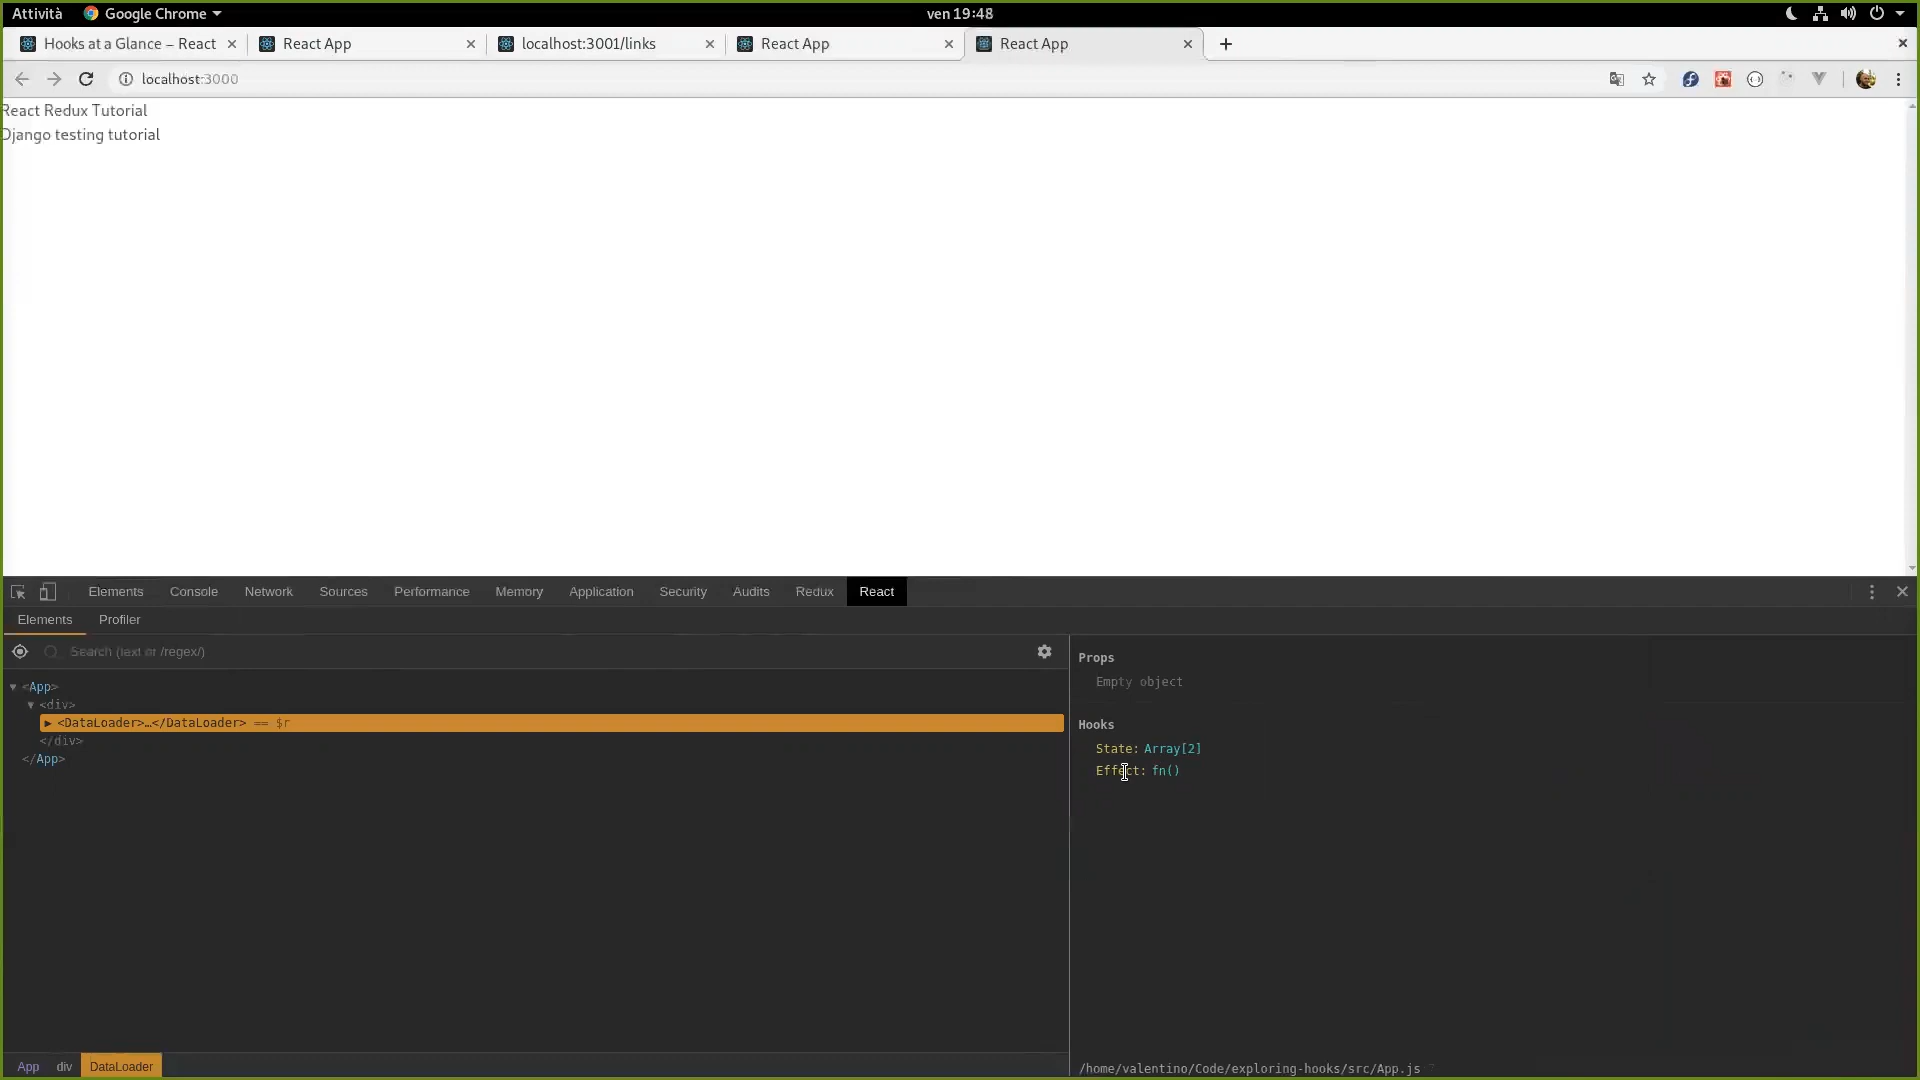 Attività Google Chrome ven 19:48
Hooks at a Glance – React React App localhost:3001/links React App React App
localhost:3000
React Redux Tutorial
Django testing tutorial
Elements Console Network Sources Performance Memory Application Security Audits Redux React
Elements Profiler
Search (text or /regex/)
<App>
<div>
<DataLoader>…</DataLoader> == $r
</div>
</App>
Props
Empty object
Hooks
State: Array[2]
Effect: fn()
App div DataLoader
/home/valentino/Code/exploring-hooks/src/App.js